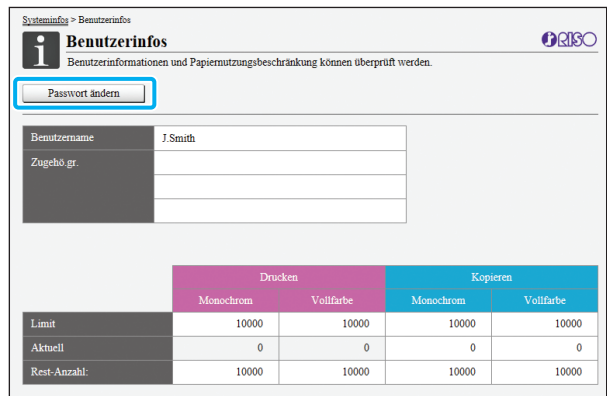 Systeminfos > Benutzerinfos
Benutzerinfos
RISO
Benutzerinformationen und Papiernutzungsbeschränkung können überprüft werden.
Passwort ändern
Benutzername J.Smith
Zugehö.gr.
Drucken Kopieren
Monochrom Vollfarbe Monochrom Vollfarbe
Limit 10000 10000 10000 10000
Aktuell 0 0 0 0
Rest-Anzahl: 10000 10000 10000 10000